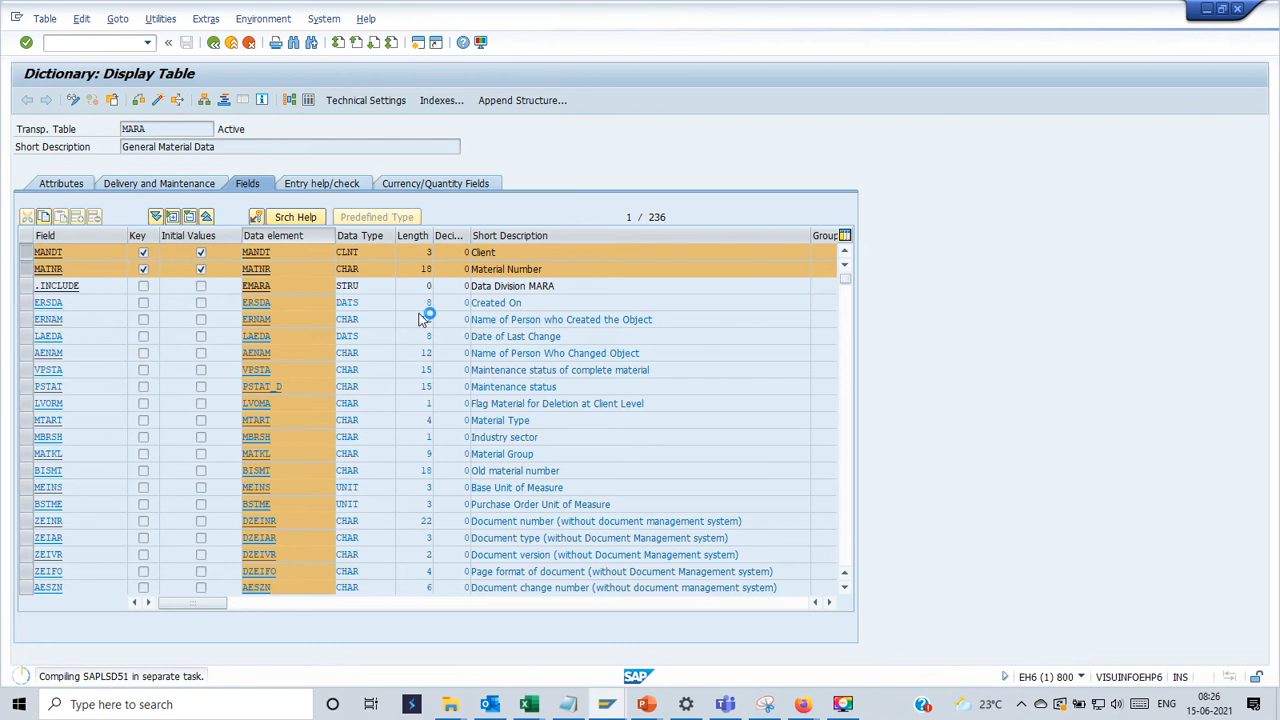 Table Edit Goto Utilities Extras Environment System Help
Dictionary: Display Table
Technical Settings Indexes... Append Structure...
Transp. Table MARA Active
Short Description General Material Data
Attributes Delivery and Maintenance Fields Entry help/check Currency/Quantity Fields
Srch Help Predefined Type 1 / 236
Field Key Initial Values Data element Data Type Length Deci... Short Description Group
MANDT MANDT CLNT 3 0 Client
MATNR MATNR CHAR 18 0 Material Number
.INCLUDE EMARA STRU 0 0 Data Division MARA
ERSDA ERSDA DATS 8 0 Created On
ERNAM ERNAM CHAR 0 Name of Person who Created the Object
LAEDA LAEDA DATS 8 0 Date of Last Change
AENAM AENAM CHAR 12 0 Name of Person Who Changed Object
VPSTA VPSTA CHAR 15 0 Maintenance status of complete material
PSTAT PSTAT_D CHAR 15 0 Maintenance status
LVORM LVOMA CHAR 1 0 Flag Material for Deletion at Client Level
MTART MTART CHAR 4 0 Material Type
MBRSH MBRSH CHAR 1 0 Industry sector
MATKL MATKL CHAR 9 0 Material Group
BISMT BISMT CHAR 18 0 Old material number
MEINS MEINS UNIT 3 0 Base Unit of Measure
BSTME BSTME UNIT 3 0 Purchase Order Unit of Measure
ZEINR DZEINR CHAR 22 0 Document number (without document management system)
ZEIAR DZEIAR CHAR 3 0 Document type (without Document Management system)
ZEIVR DZEIVR CHAR 2 0 Document version (without Document Management system)
ZEIFO DZEIFO CHAR 4 0 Page format of document (without Document Management system)
AESZN AESZN CHAR 6 0 Document change number (without document management system)
Compiling SAPLSD51 in separate task. SAP EH6 (1) 800 VISUINFOEHP6 INS
Type here to search 23°C ENG 08:26
15-06-2021